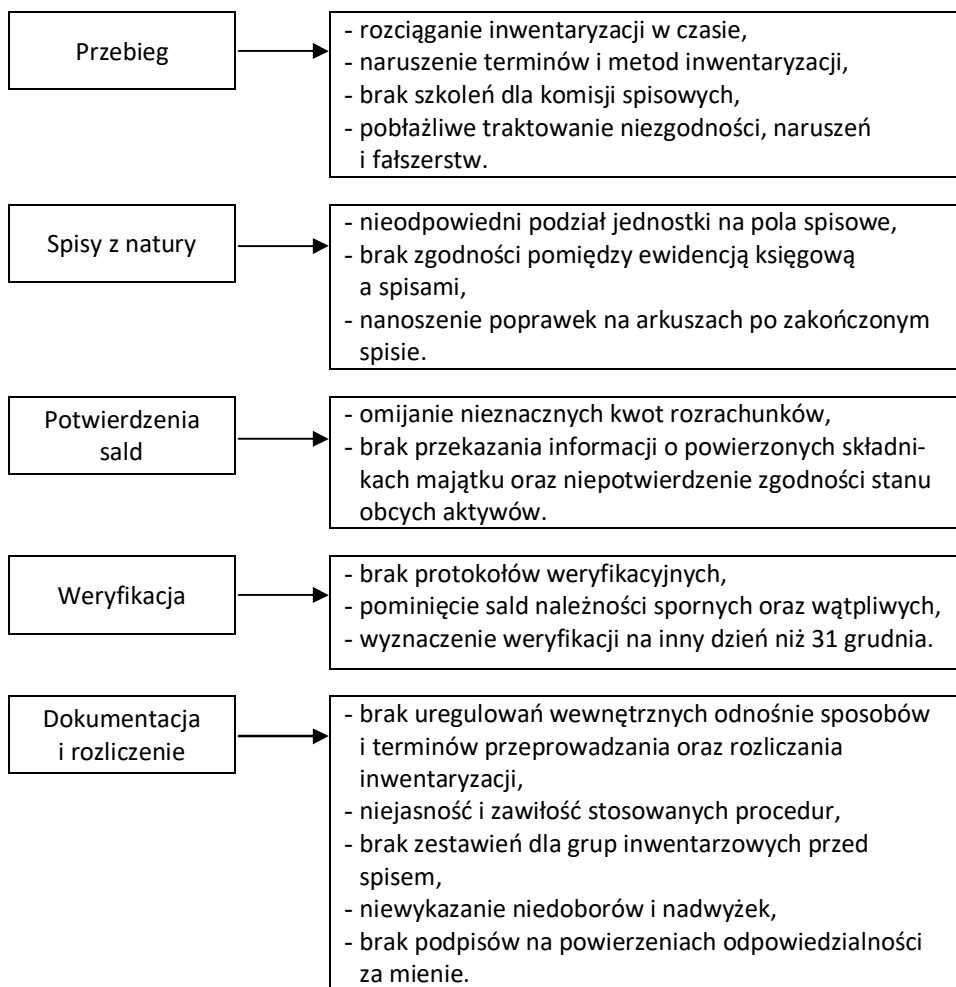 Przebieg
- rozciąganie inwentaryzacji w czasie,
- naruszenie terminów i metod inwentaryzacji,
- brak szkoleń dla komisji spisowych,
- pobłażliwe traktowanie niezgodności, naruszeń
i fałszerstw.
Spisy z natury
- nieodpowiedni podział jednostki na pola spisowe,
- brak zgodności pomiędzy ewidencją księgową
a spisami,
- nanoszenie poprawek na arkuszach po zakończonym
spisie.
Potwierdzenia
sald
- omijanie nieznacznych kwot rozrachunków,
- brak przekazania informacji o powierzonych składni-
kach majątku oraz niepotwierdzenie zgodności stanu
obcych aktywów.
Weryfikacja
- brak protokołów weryfikacyjnych,
- pominięcie sald należności spornych oraz wątpliwych,
- wyznaczenie weryfikacji na inny dzień niż 31 grudnia.
Dokumentacja
i rozliczenie
- brak uregulowań wewnętrznych odnośnie sposobów
i terminów przeprowadzania oraz rozliczania
inwentaryzacji,
- niejasność i zawiłość stosowanych procedur,
- brak zestawień dla grup inwentarzowych przed
spisem,
- niewykazanie niedoborów i nadwyżek,
- brak podpisów na powierzeniach odpowiedzialności
za mienie.